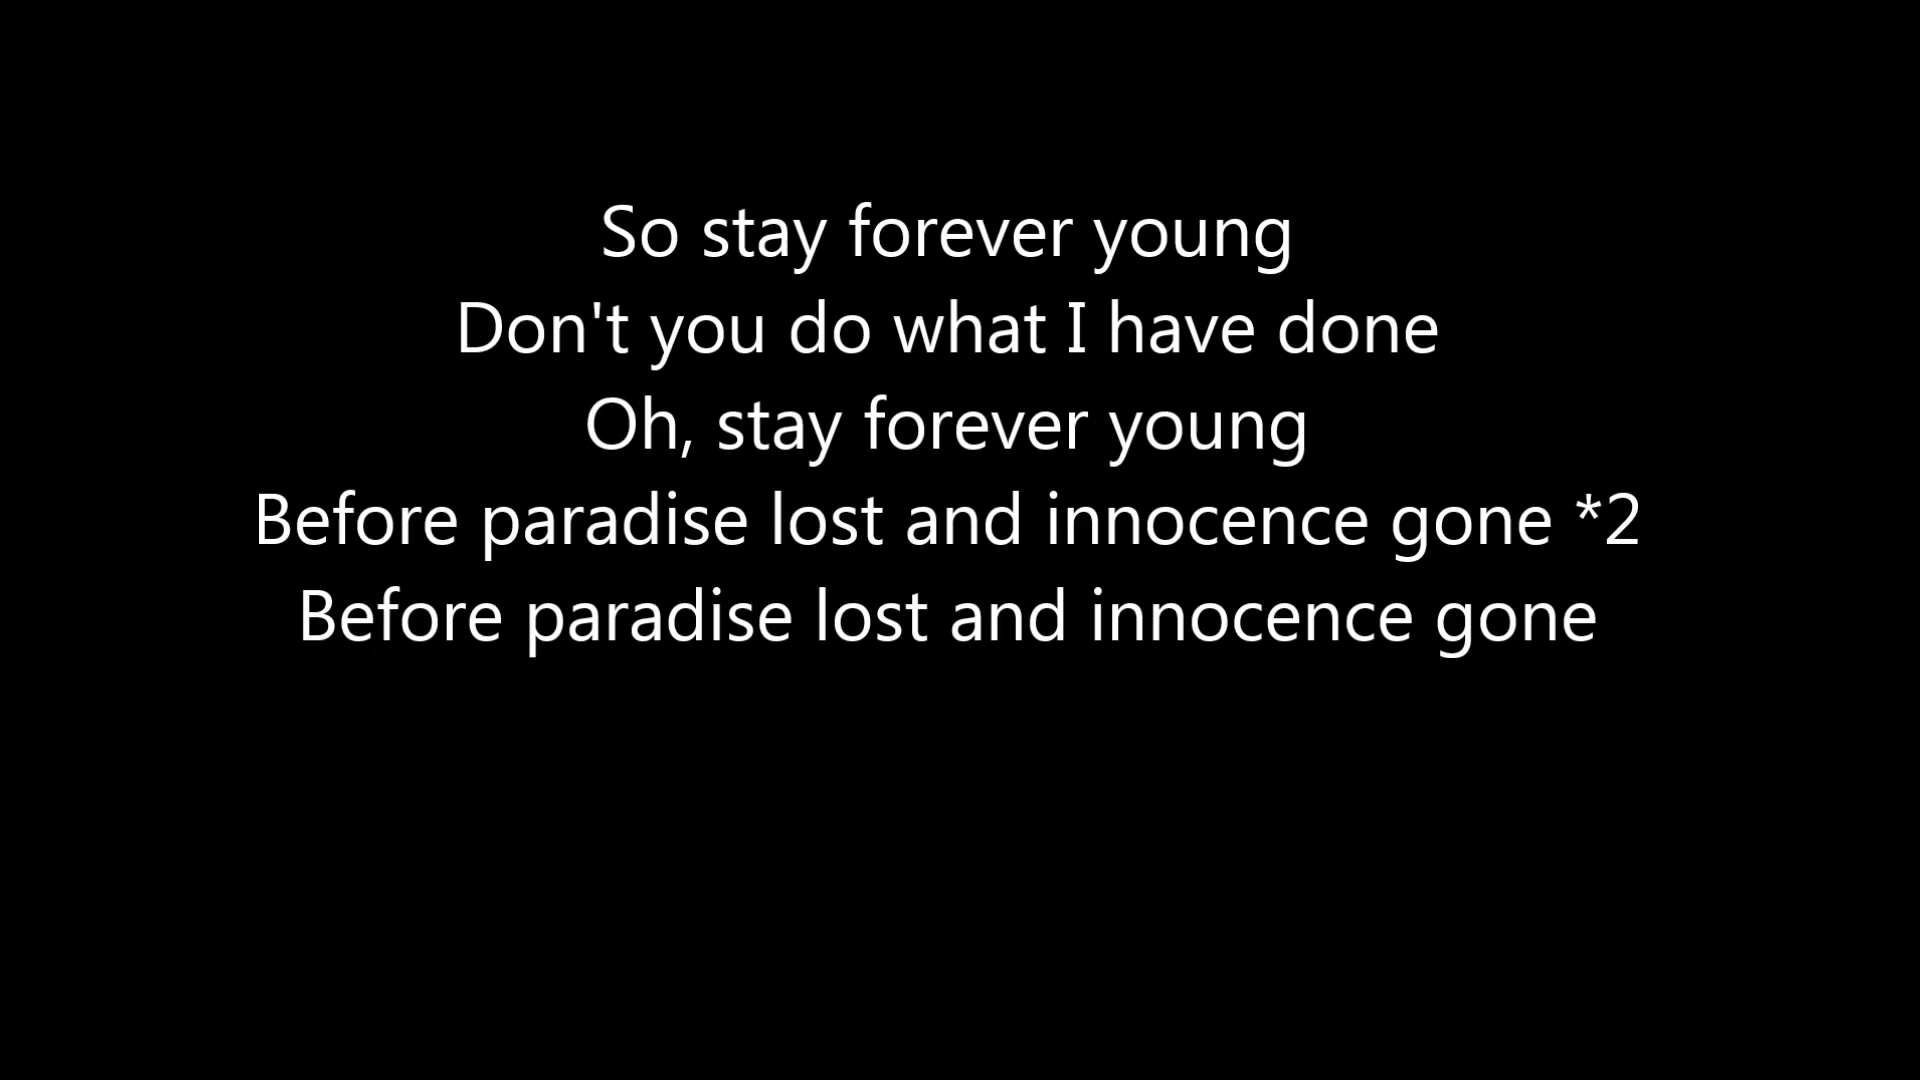 So stay forever young
Don't you do what I have done
Oh, stay forever young
Before paradise lost and innocence gone *2
Before paradise lost and innocence gone